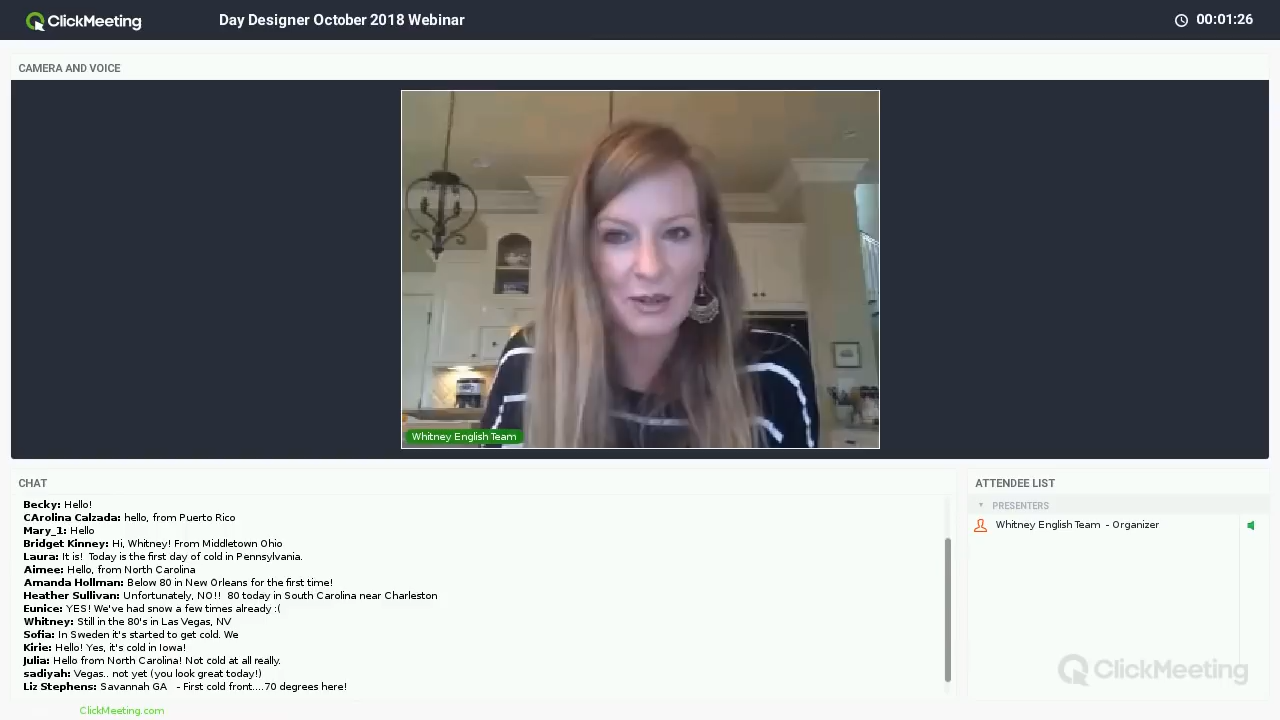 ClickMeeting
Day Designer October 2018 Webinar
00:01:26
CAMERA AND VOICE
Whitney English Team
CHAT
Becky: Hello!
CArolina Calzada: hello, from Puerto Rico
Mary_1: Hello
Bridget Kinney: Hi, Whitney! From Middletown Ohio
Laura: It is! Today is the first day of cold in Pennsylvania.
Aimee: Hello, from North Carolina
Amanda Hollman: Below 80 in New Orleans for the first time!
Heather Sullivan: Unfortunately, NO!! 80 today in South Carolina near Charleston
Eunice: YES! We've had snow a few times already :(
Whitney: Still in the 80's in Las Vegas, NV
Sofia: In Sweden it's started to get cold. We
Kirie: Hello! Yes, it's cold in Iowa!
Julia: Hello from North Carolina! Not cold at all really.
sadiyah: Vegas.. not yet (you look great today!)
Liz Stephens: Savannah GA - First cold front....70 degrees here!
ATTENDEE LIST
PRESENTERS
Whitney English Team - Organizer
ClickMeeting
ClickMeeting.com